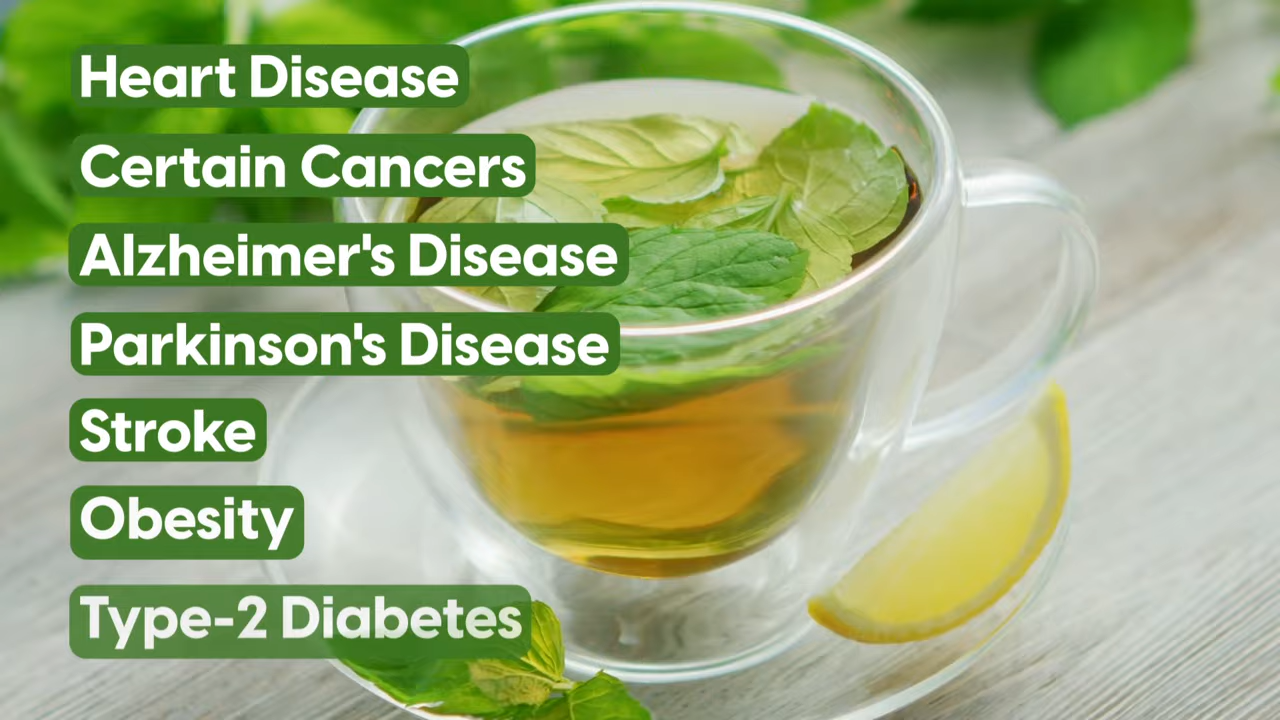 Heart Disease
Certain Cancers
Alzheimer's Disease
Parkinson's Disease
Stroke
Obesity
Type-2 Diabetes